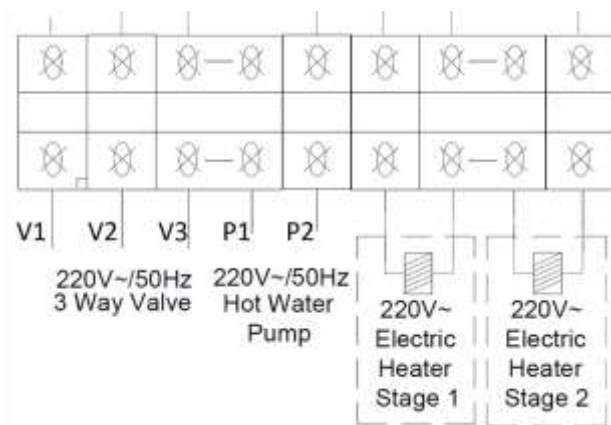 V1 V2 V3 P1 P2
220V~/50Hz
3 Way Valve
220V~/50Hz
Hot Water
Pump
220V~
Electric
Heater
Stage 1
220V~
Electric
Heater
Stage 2